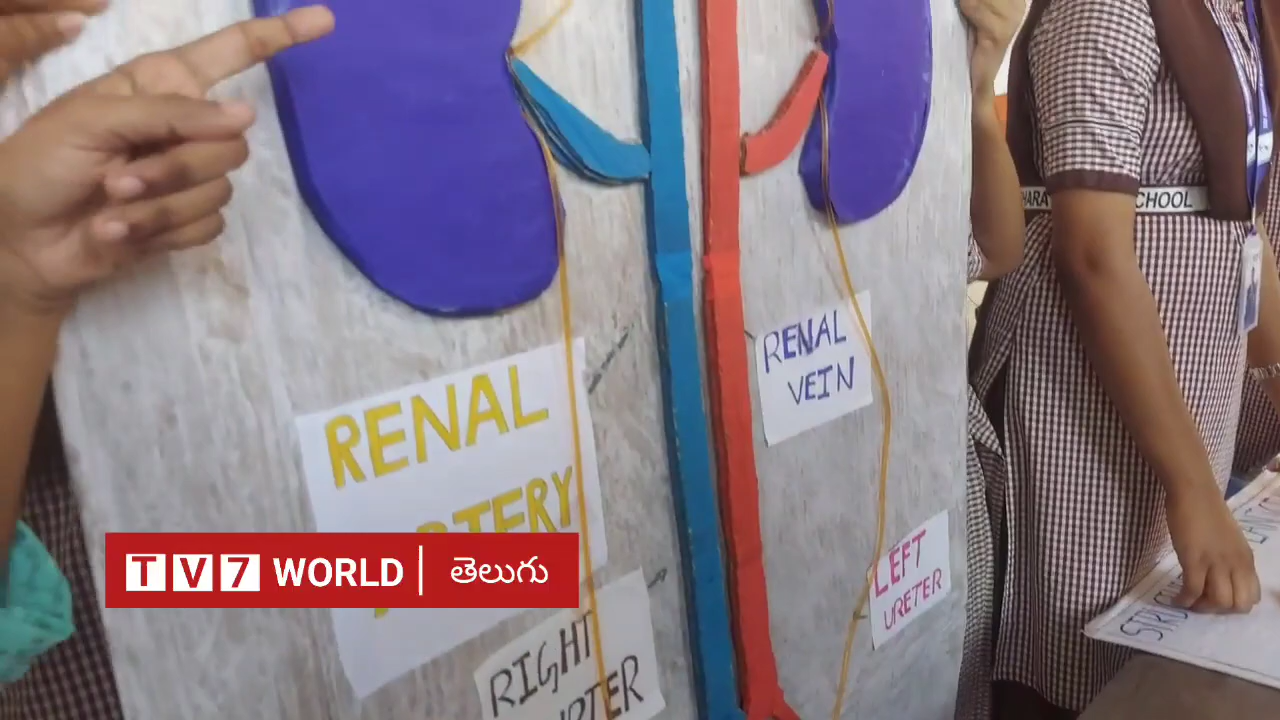 RENAL
RENAL
VEIN
LEFT
URETER
RIGHT
SCHOOL
TV7 WORLD | తెలుగు